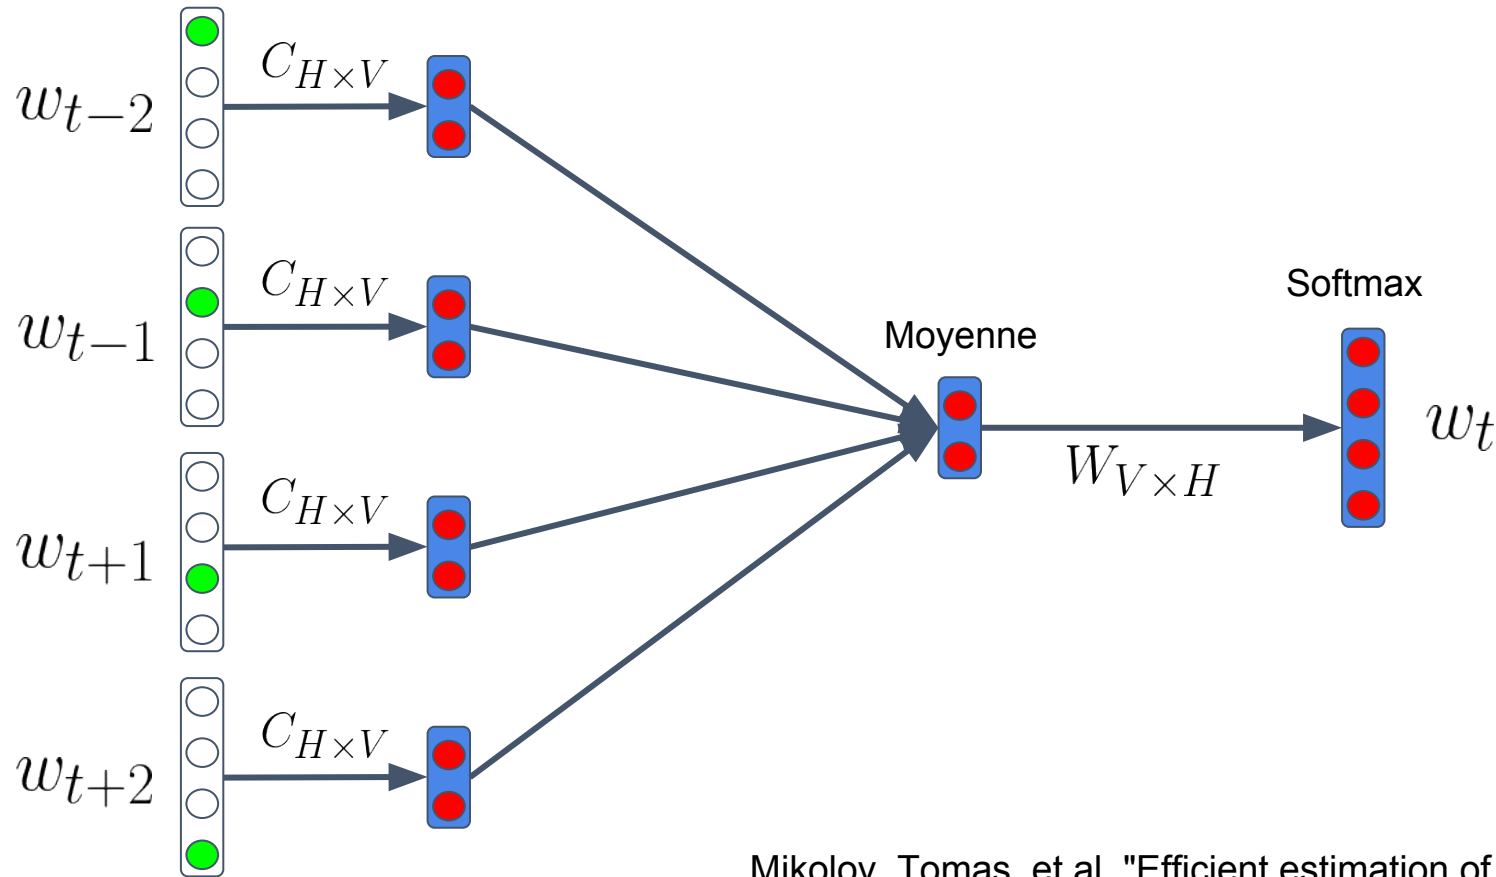 w_{t-2}
C_{H×V}
w_{t-1}
C_{H×V}
w_{t+1}
C_{H×V}
w_{t+2}
C_{H×V}
Moyenne
W_{V×H}
Softmax
w_t
Mikolov, Tomas, et al. "Efficient estimation of